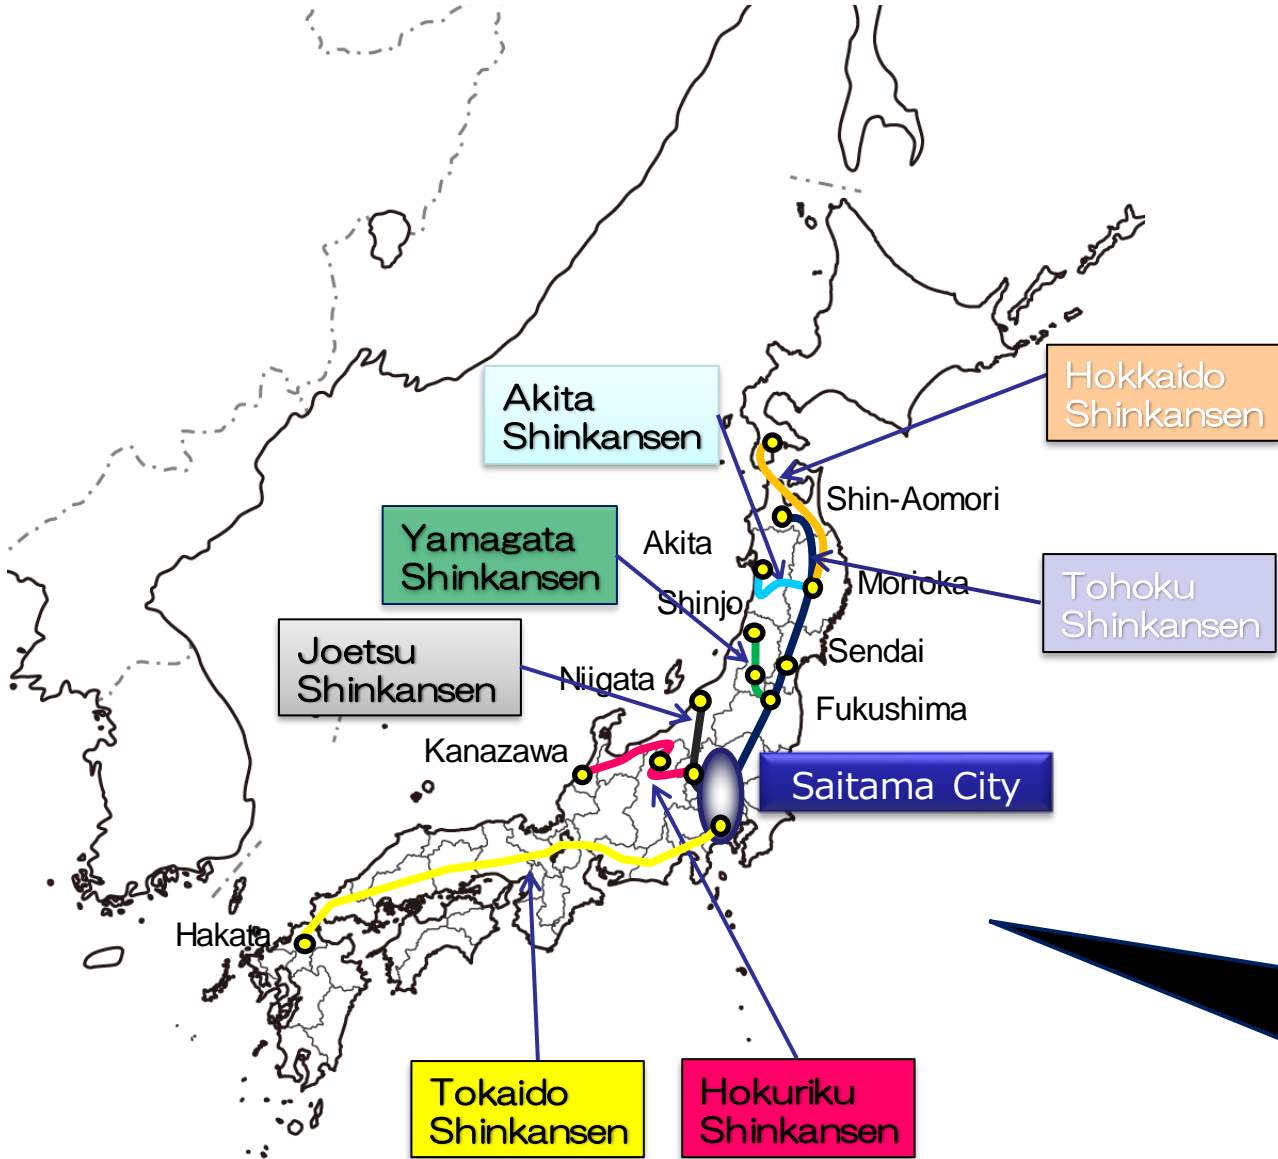 Hokkaido
Shinkansen
Akita
Shinkansen
Shin-Aomori
Yamagata
Shinkansen
Akita
Morioka
Tohoku
Shinkansen
Shinjo
Joetsu
Shinkansen
Sendai
Niigata
Fukushima
Kanazawa
Saitama City
Hakata
Tokaido
Shinkansen
Hokuriku
Shinkansen